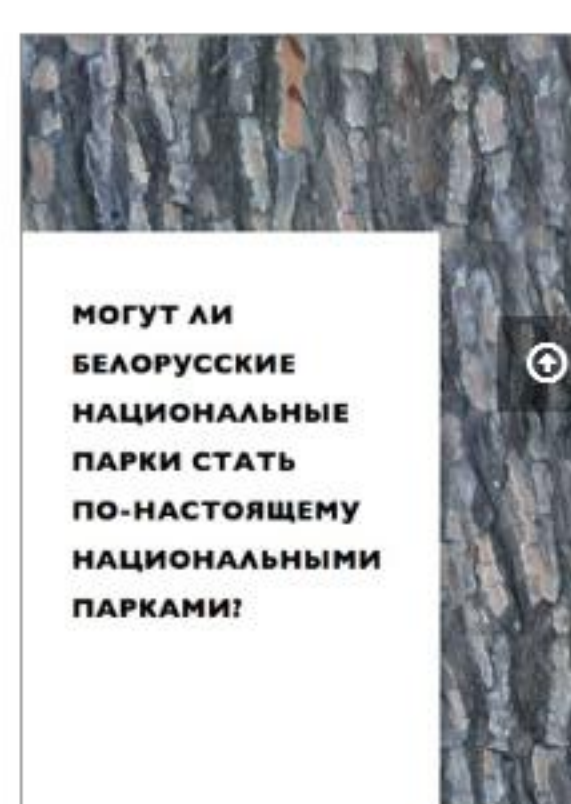 МОГУТ ЛИ
БЕЛОРУССКИЕ
НАЦИОНАЛЬНЫЕ
ПАРКИ СТАТЬ
ПО-НАСТОЯЩЕМУ
НАЦИОНАЛЬНЫМИ
ПАРКАМИ?